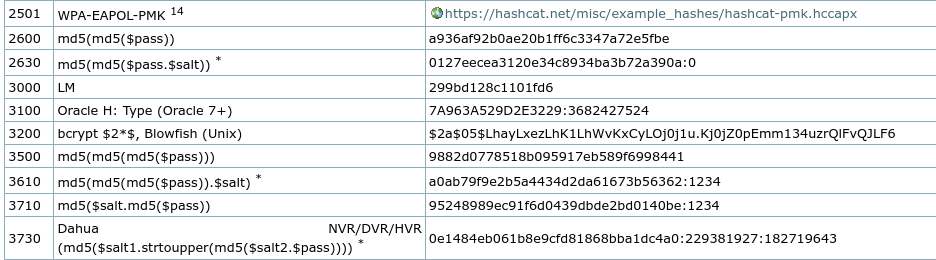 2501 WPA-EAPOL-PMK 14 https://hashcat.net/misc/example_hashes/hashcat-pmk.hccapx
2600 md5(md5($pass)) a936af92b0ae20b1ff6c3347a72e5fbe
2630 md5(md5($pass.$salt)) * 0127eecea3120e34c8934ba3b72a390a:0
3000 LM 299bd128c1101fd6
3100 Oracle H: Type (Oracle 7+) 7A963A529D2E3229:3682427524
3200 bcrypt $2*$, Blowfish (Unix) $2a$05$LhayLxezLhK1LhWvKxCyLOj0j1u.Kj0jZ0pEmm134uzrQlFvQJLF6
3500 md5(md5(md5($pass))) 9882d0778518b095917eb589f6998441
3610 md5(md5(md5($pass)).$salt) * a0ab79f9e2b5a4434d2da61673b56362:1234
3710 md5($salt.md5($pass)) 95248989ec91f6d0439dbde2bd0140be:1234
3730 Dahua NVR/DVR/HVR
(md5($salt1.strtoupper(md5($salt2.$pass)))) * 0e1484eb061b8e9cfd81868bba1dc4a0:229381927:182719643